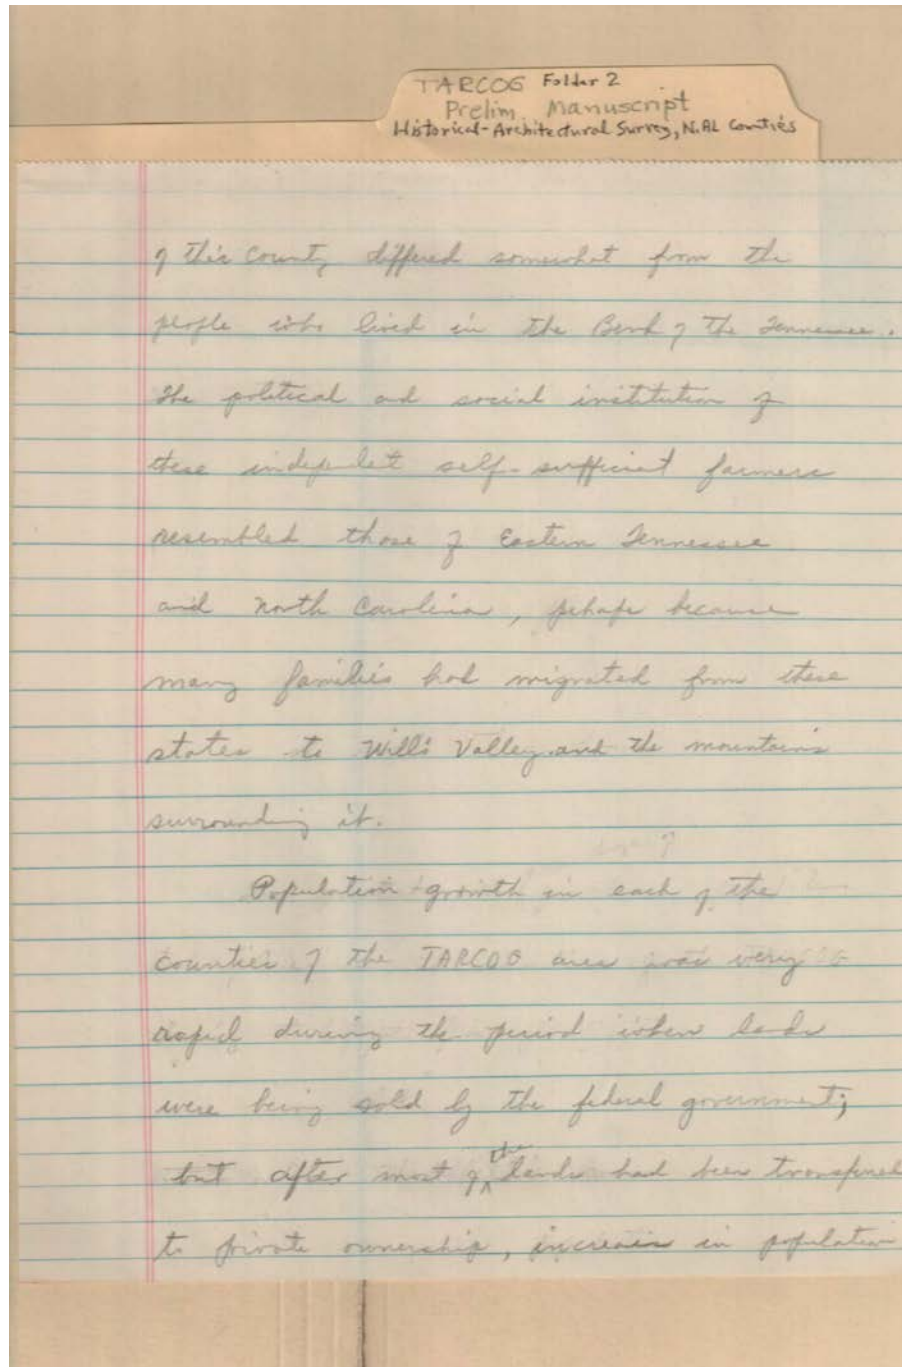 TARCOG Folder 2
Prelim Manuscript
Historical-Architectural Survey, N. AL Counties
of this County differed somewhat from the
people who lived in the Bend of the Tennessee.
The political and social institution of
these self-sufficient farmers
resembled those of Eastern Tennessee
and North Carolina, pehaps because
many families had migrated from these
states to Will's Valley and the mountains
surrounding it.
Population growth in each of the
counties of the TARCOG area was very
rapid during the period when lands
were being sold by the federal government;
but after most of the lands had been transfered
to private ownership, increases in population